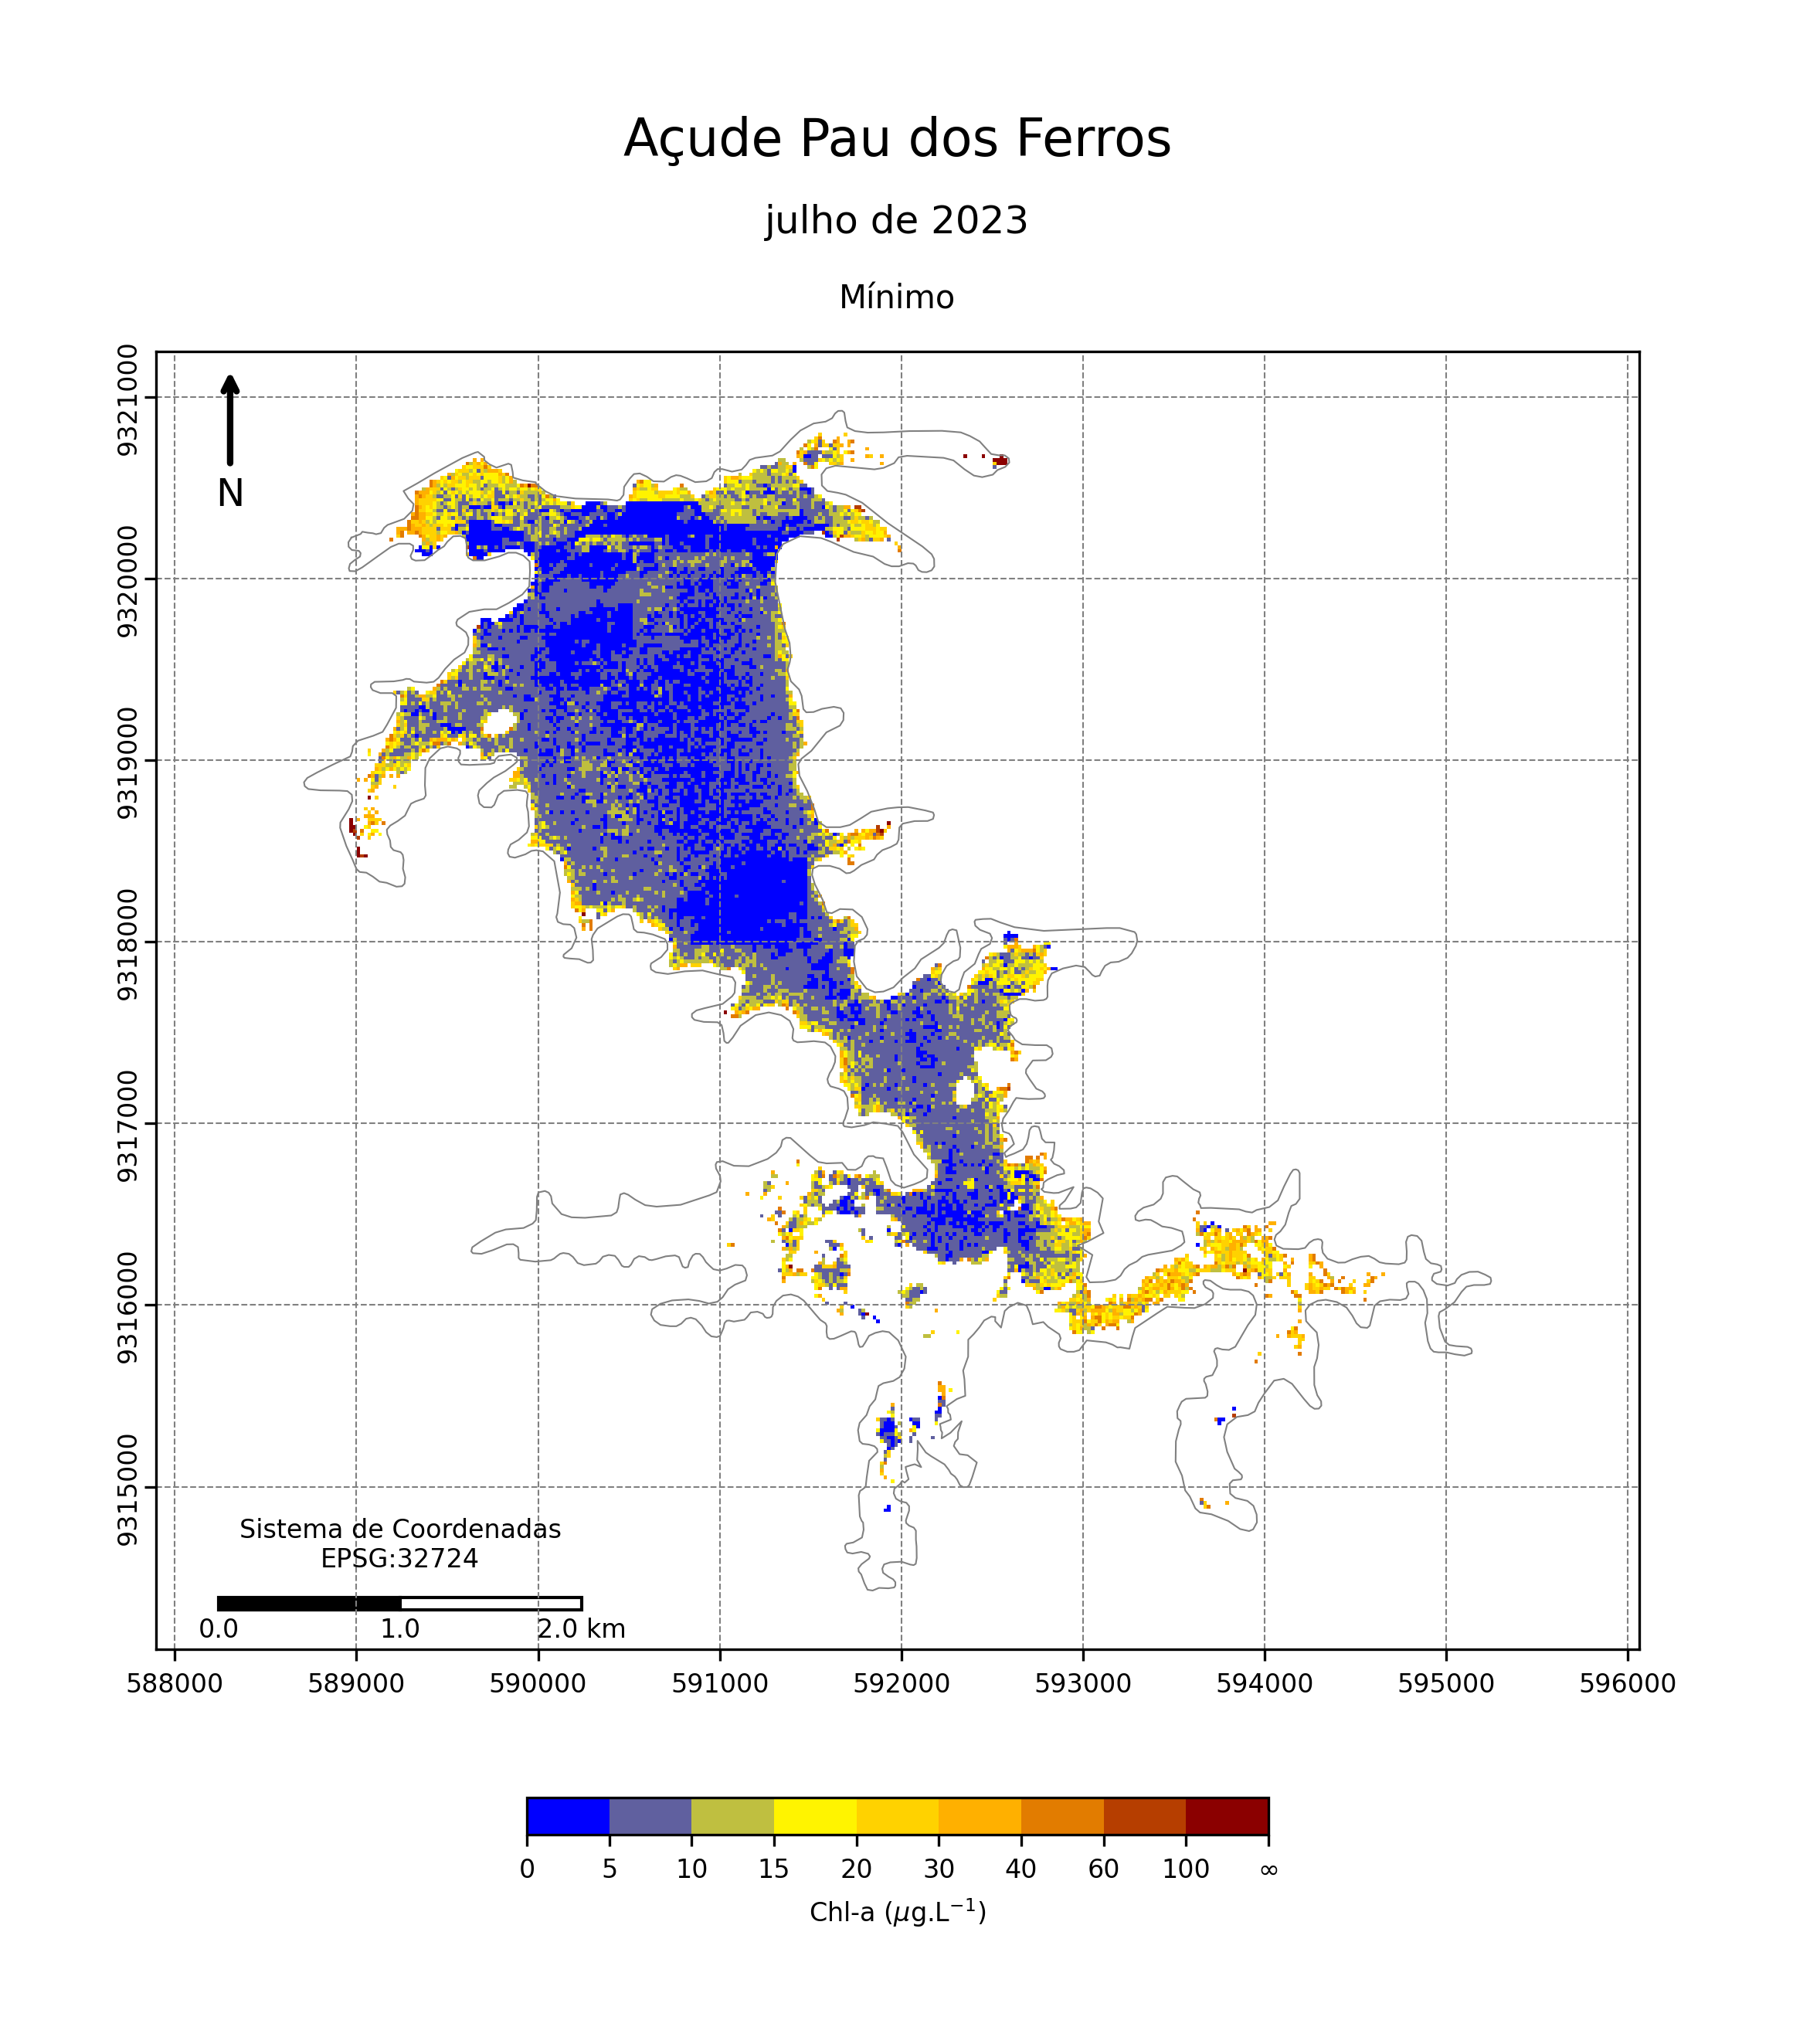 Açude Pau dos Ferros
julho de 2023
Mínimo
9321000
9320000
9319000
9318000
9317000
9316000
9315000
N
Sistema de Coordenadas
EPSG:32724
0.0 1.0 2.0 km
588000 589000 590000 591000 592000 593000 594000 595000 596000
0 5 10 15 20 30 40 60 100 ∞
Chl-a (μg.L⁻¹)